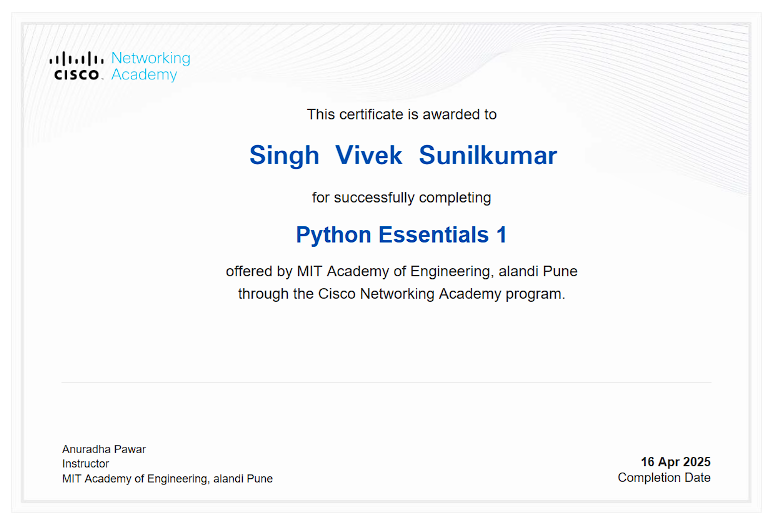 Networking
CISCO Academy
This certificate is awarded to
Singh Vivek Sunilkumar
for successfully completing
Python Essentials 1
offered by MIT Academy of Engineering, alandi Pune
through the Cisco Networking Academy program.
Anuradha Pawar
Instructor
MIT Academy of Engineering, alandi Pune
16 Apr 2025
Completion Date